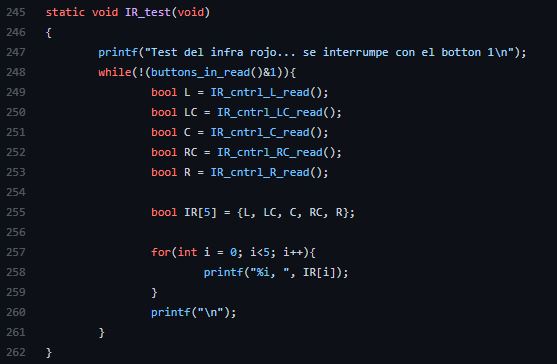 245 static void IR_test(void)
246 {
247 printf("Test del infra rojo... se interrumpe con el botton 1\n");
248 while(!(buttons_in_read()&1)){
249 bool L = IR_cntrl_L_read();
250 bool LC = IR_cntrl_LC_read();
251 bool C = IR_cntrl_C_read();
252 bool RC = IR_cntrl_RC_read();
253 bool R = IR_cntrl_R_read();
254
255 bool IR[5] = {L, LC, C, RC, R};
256
257 for(int i = 0; i<5; i++){
258 printf("%i, ", IR[i]);
259 }
260 printf("\n");
261 }
262 }